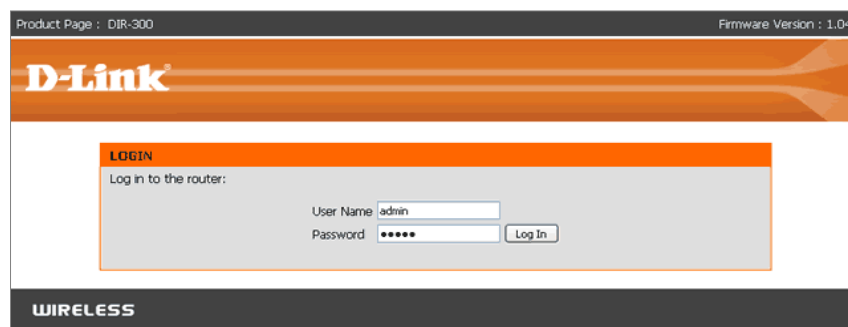 Product Page : DIR-300 Firmware Version : 1.04
D-Link
LOGIN
Log in to the router:
User Name admin
Password ••••• Log In
WIRELESS